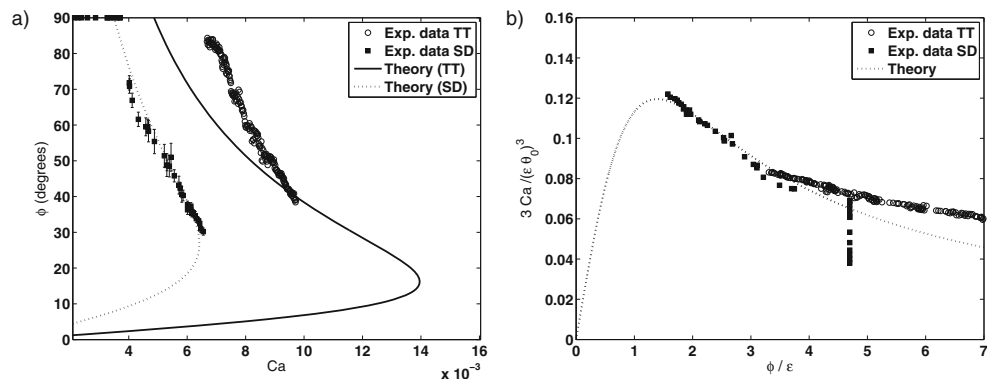 a)
90
80
70
60
50
40
30
20
10
0
ϕ (degrees)
4
6
8
10
12
14
16
Ca
x 10⁻³
Exp. data TT
Exp. data SD
Theory (TT)
Theory (SD)
b)
0.16
0.14
0.12
0.10
0.08
0.06
0.04
0.02
0
3 Ca /(ε θ₀)³
0
1
2
3
4
5
6
7
ϕ / ε
Exp. data TT
Exp. data SD
Theory